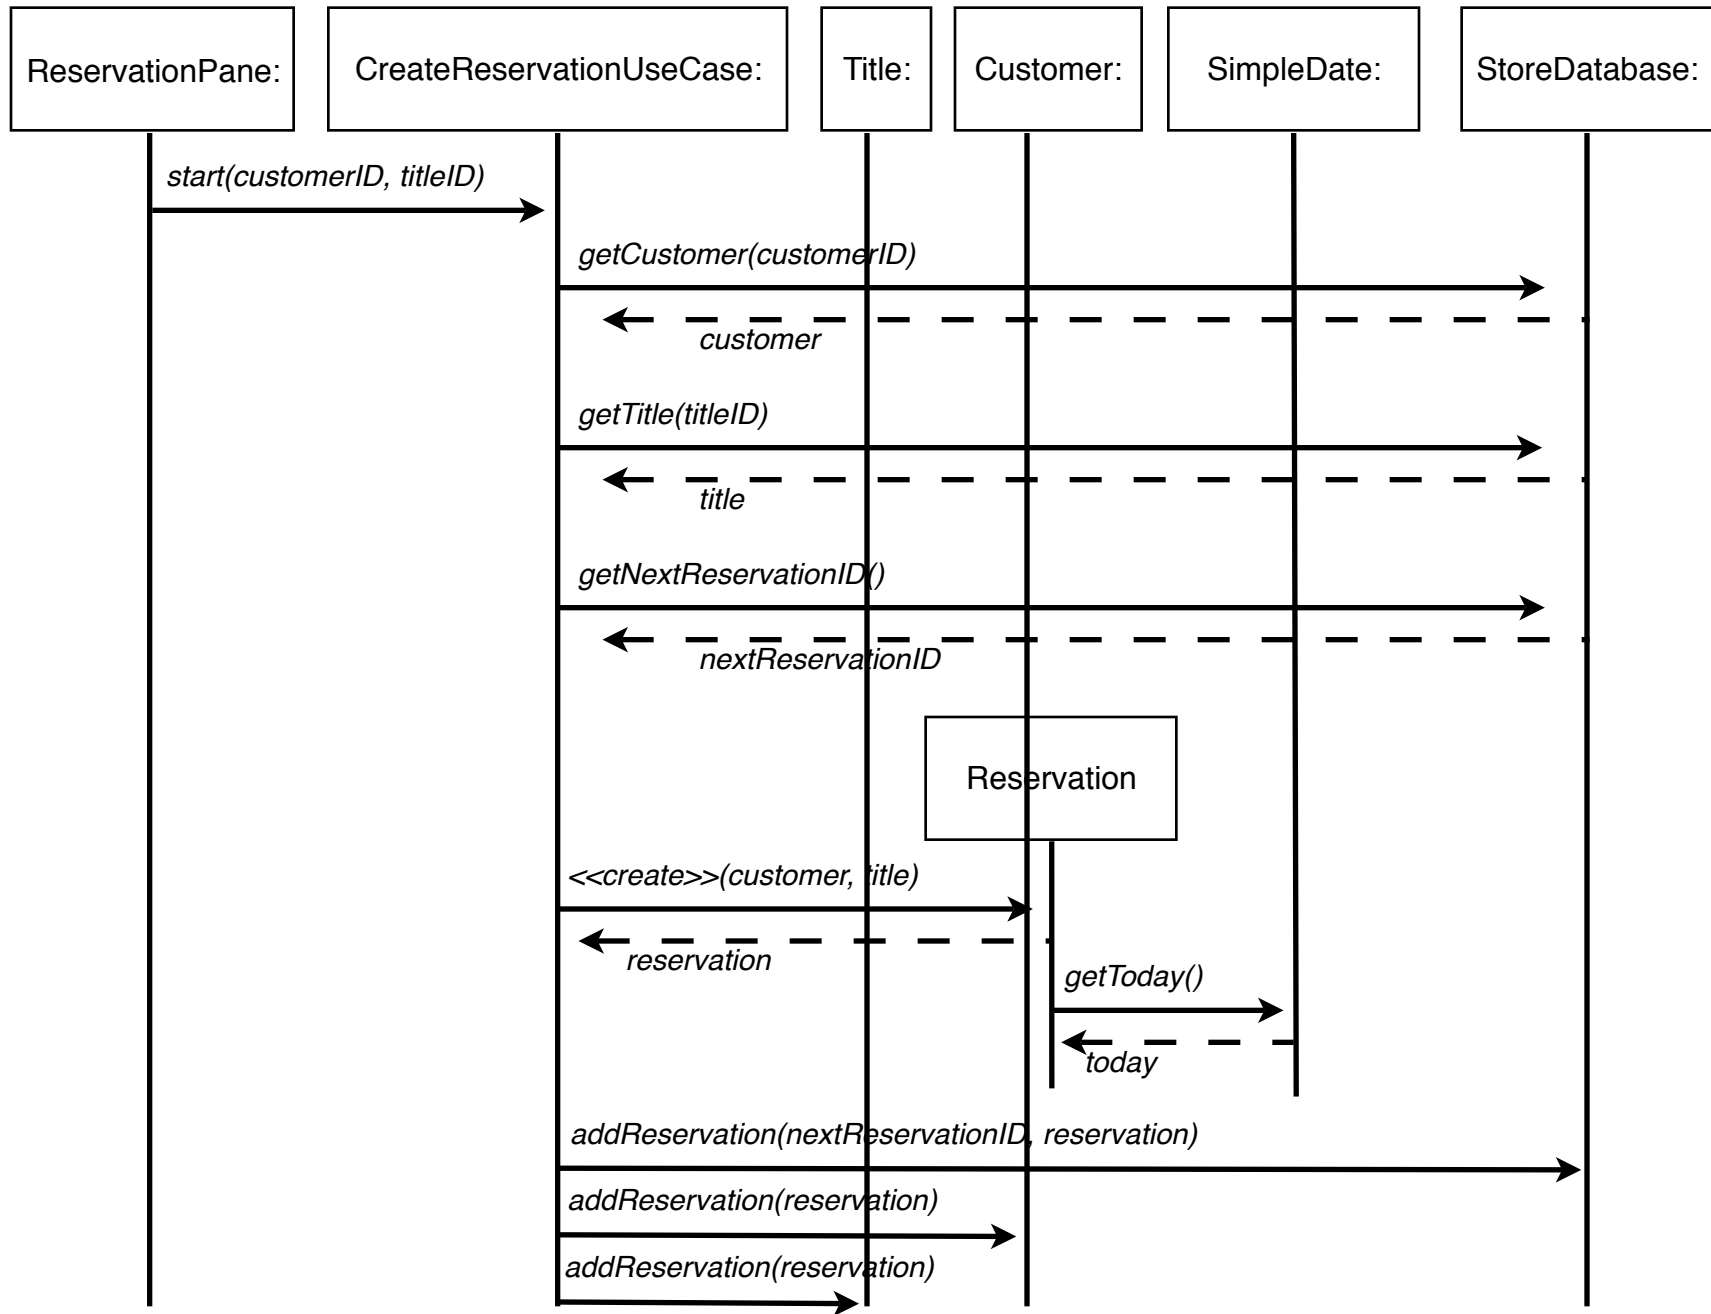 ReservationPane:
CreateReservationUseCase:
Title:
Customer:
SimpleDate:
StoreDatabase:
start(customerID, titleID)
getCustomer(customerID)
customer
getTitle(titleID)
title
getNextReservationID()
nextReservationID
Reservation
<<create>>(customer, title)
reservation
getToday()
today
addReservation(nextReservationID, reservation)
addReservation(reservation)
addReservation(reservation)